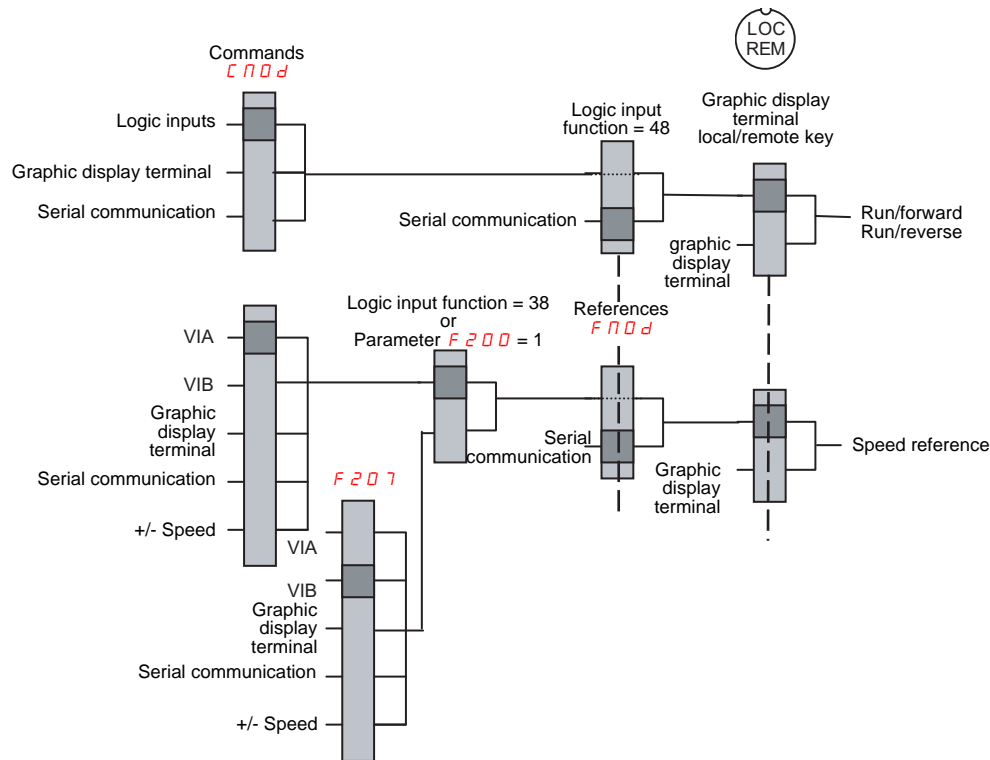 LOC
REM
Commands
CMOd
Logic inputs
Graphic display terminal
Serial communication
Logic input
function = 48
Serial communication
Graphic display
terminal
local/remote key
graphic
display
terminal
Run/forward
Run/reverse
VIA
VIB
Graphic
display
terminal
Serial communication
+/- Speed
Logic input function = 38
or
Parameter F200 = 1
References
FMOd
Serial
communication
Graphic
display
terminal
Speed reference
F207
VIA
VIB
Graphic
display
terminal
Serial communication
+/- Speed